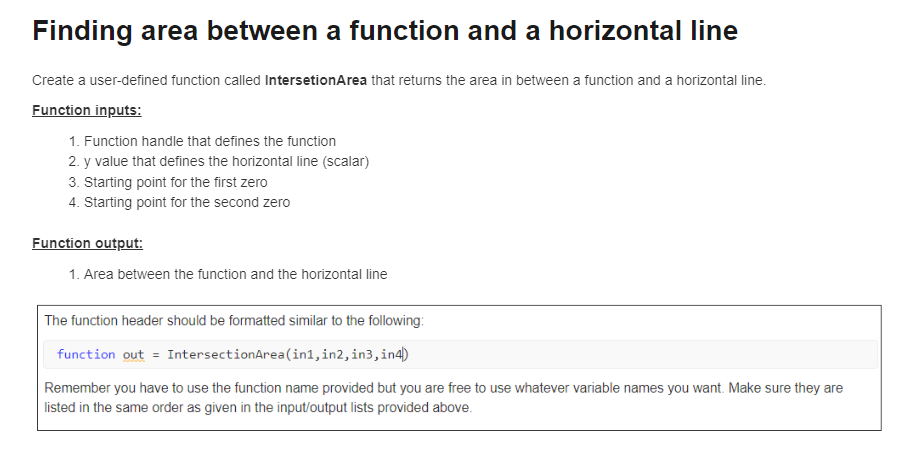 Finding area between a function and a horizontal line
Create a user-defined function called IntersetionArea that returns the area in between a function and a horizontal line.
Function inputs:
1. Function handle that defines the function
2. y value that defines the horizontal line (scalar)
3. Starting point for the first zero
4. Starting point for the second zero
Function output:
1. Area between the function and the horizontal line
The function header should be formatted similar to the following:
function out = IntersectionArea(in1,in2,in3,in4)
Remember you have to use the function name provided but you are free to use whatever variable names you want. Make sure they are
listed in the same order as given in the input/output lists provided above.